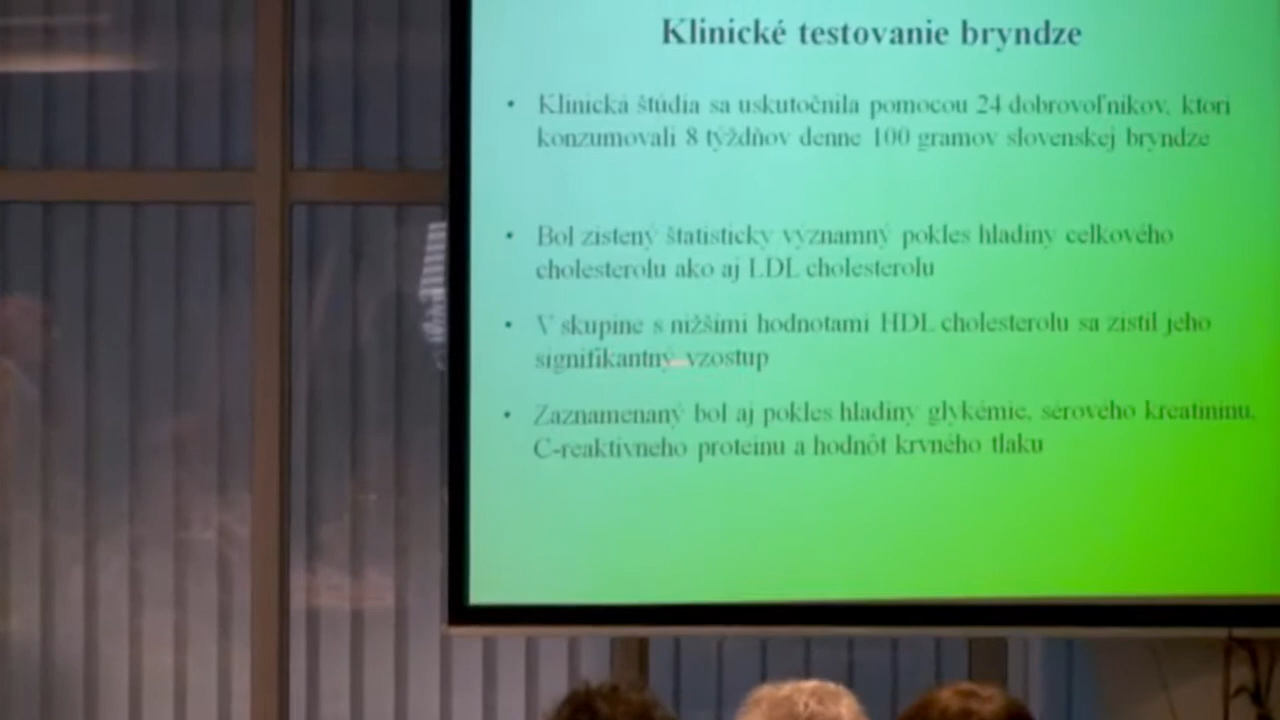 Klinické testovanie bryndze
• Klinická štúdia sa uskutočnila pomocou 24 dobrovoľníkov, ktorí
konzumovali 8 týždňov denne 100 gramov slovenskej bryndze
• Bol zistený štatisticky významný pokles hladiny celkového
cholesterolu ako aj LDL cholesterolu
• V skupine s nižšími hodnotami HDL cholesterolu sa zistil jeho
signifikantný vzostup
• Zaznamenaný bol aj pokles hladiny glykémie, sérového kreatinínu,
C-reaktívneho proteínu a hodnôt krvného tlaku